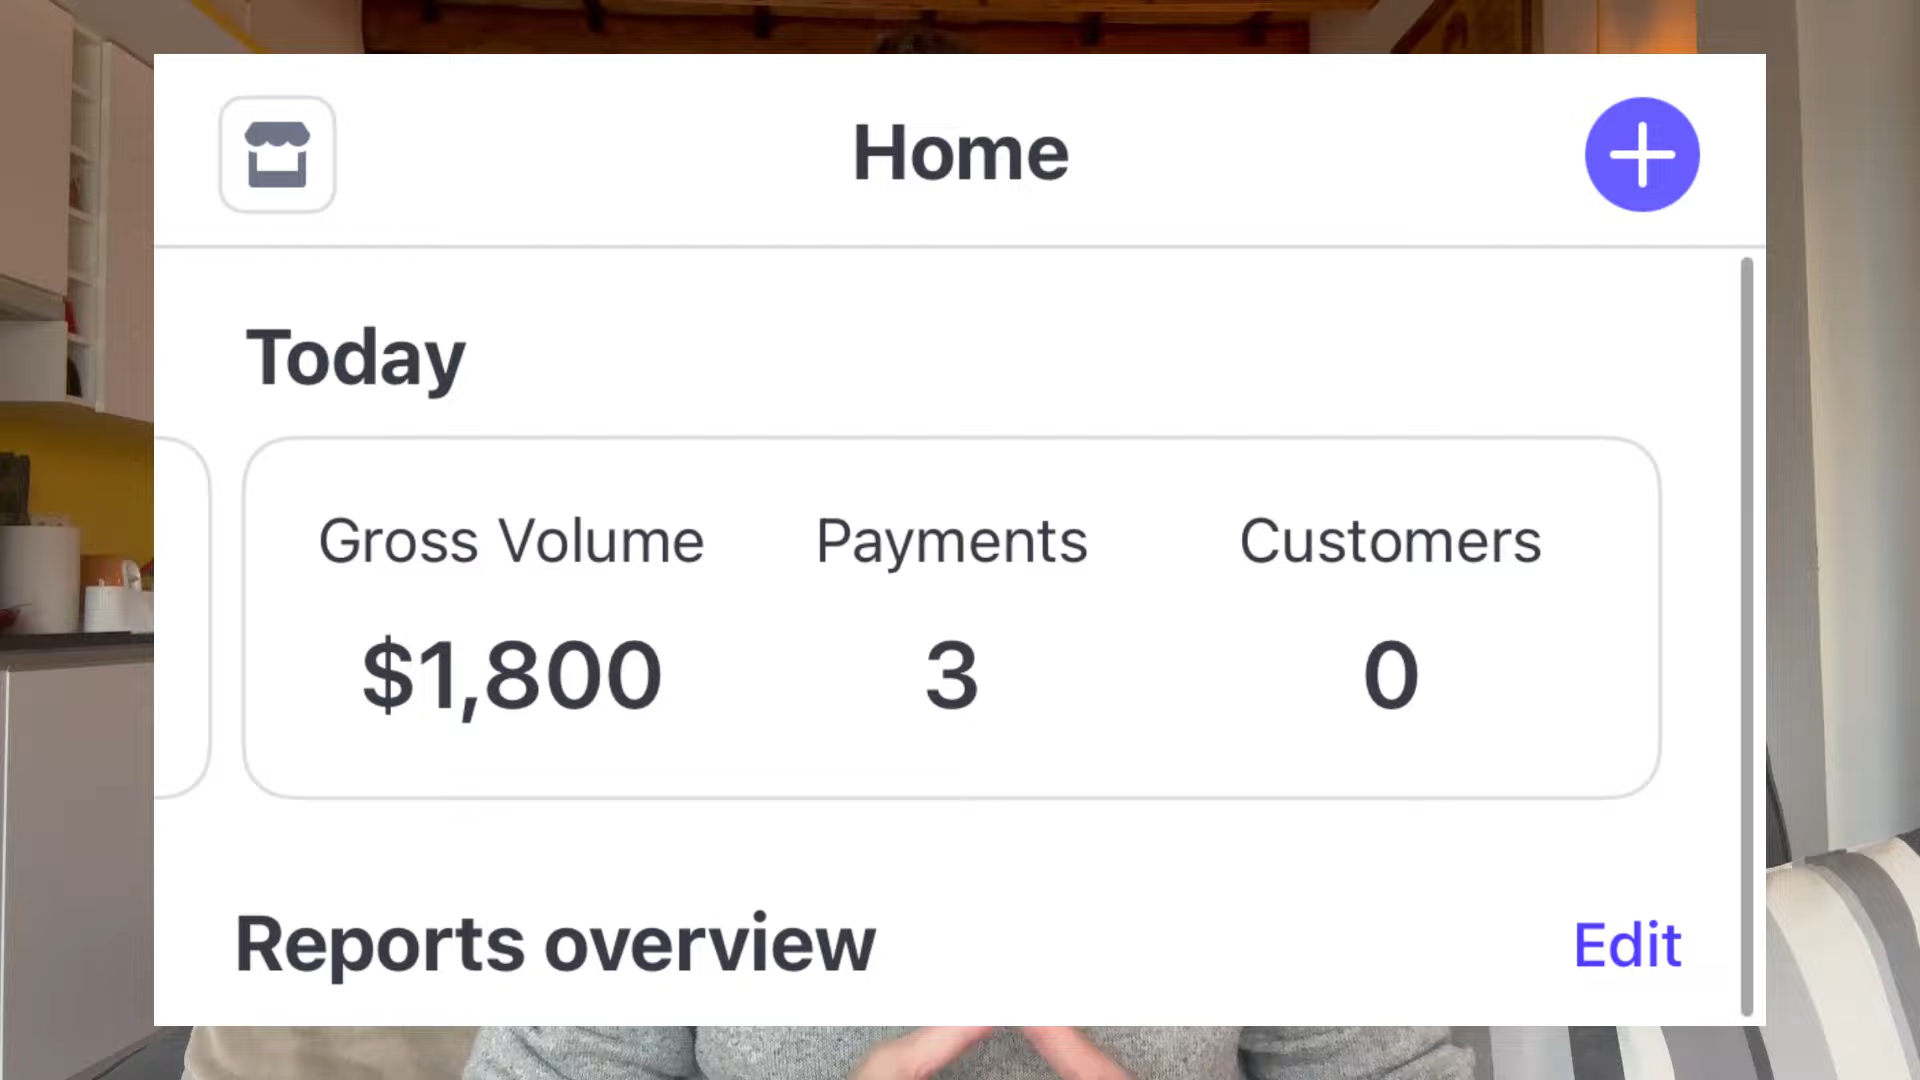 Home
Today
Gross Volume Payments Customers
$1,800 3 0
Reports overview Edit